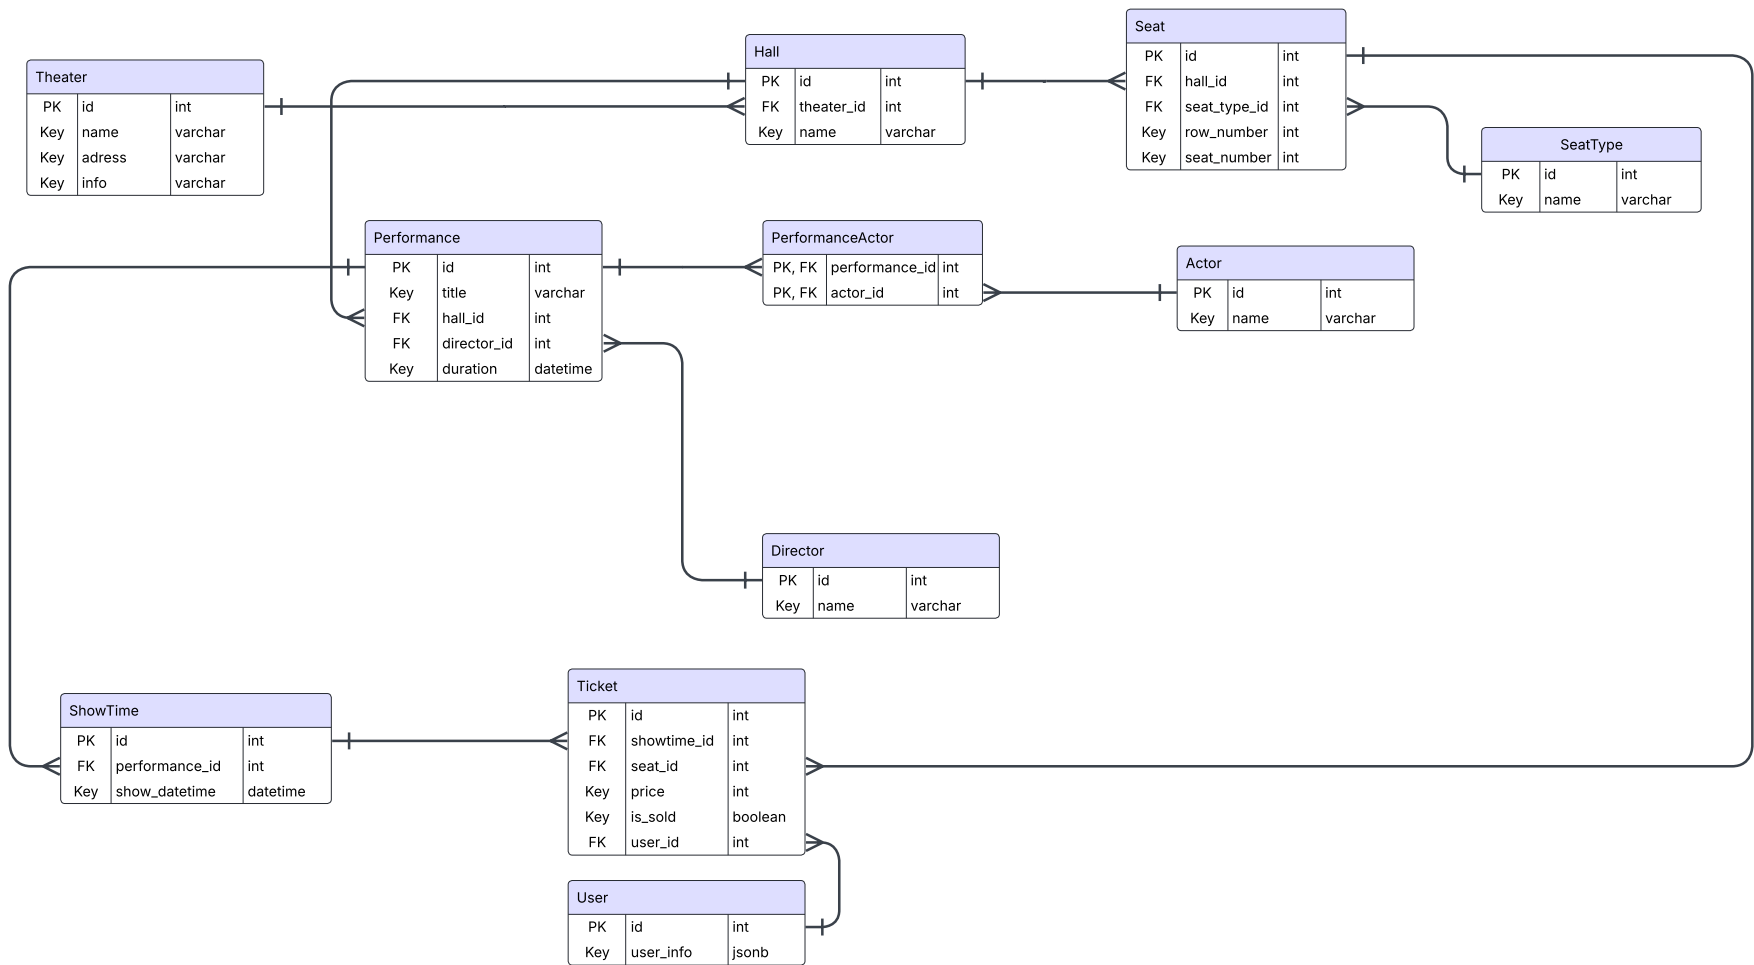 Theater
PK id int
Key name varchar
Key adress varchar
Key info varchar
Hall
PK id int
FK theater_id int
Key name varchar
Seat
PK id int
FK hall_id int
FK seat_type_id int
Key row_number int
Key seat_number int
SeatType
PK id int
Key name varchar
Performance
PK id int
Key title varchar
FK hall_id int
FK director_id int
Key duration datetime
PerformanceActor
PK, FK performance_id int
PK, FK actor_id int
Actor
PK id int
Key name varchar
Director
PK id int
Key name varchar
ShowTime
PK id int
FK performance_id int
Key show_datetime datetime
Ticket
PK id int
FK showtime_id int
FK seat_id int
Key price int
Key is_sold boolean
FK user_id int
User
PK id int
Key user_info jsonb